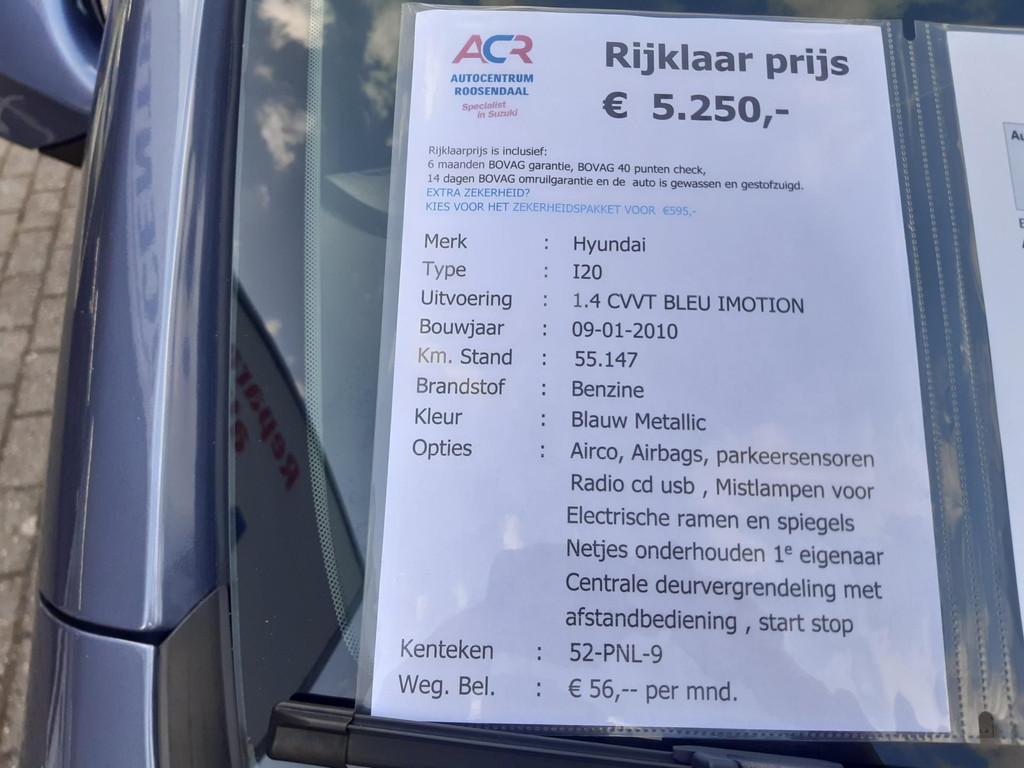 ACR
AUTOCENTRUM
ROOSENDAAL
Specialist
in Suzuki
Rijklaar prijs
€ 5.250,-
Rijklaarprijs is inclusief:
6 maanden BOVAG garantie, BOVAG 40 punten check,
14 dagen BOVAG omruilgarantie en de auto is gewassen en gestofzuigd.
EXTRA ZEKERHEID?
KIES VOOR HET ZEKERHEIDSPAKKET VOOR €595,-
Merk : Hyundai
Type : I20
Uitvoering : 1.4 CVVT BLEU IMOTION
Bouwjaar : 09-01-2010
Km. Stand : 55.147
Brandstof : Benzine
Kleur : Blauw Metallic
Opties : Airco, Airbags, parkeersensoren
Radio cd usb , Mistlampen voor
Electrische ramen en spiegels
Netjes onderhouden 1e eigenaar
Centrale deurvergrendeling met
afstandbediening , start stop
Kenteken : 52-PNL-9
Weg. Bel. : € 56,-- per mnd.